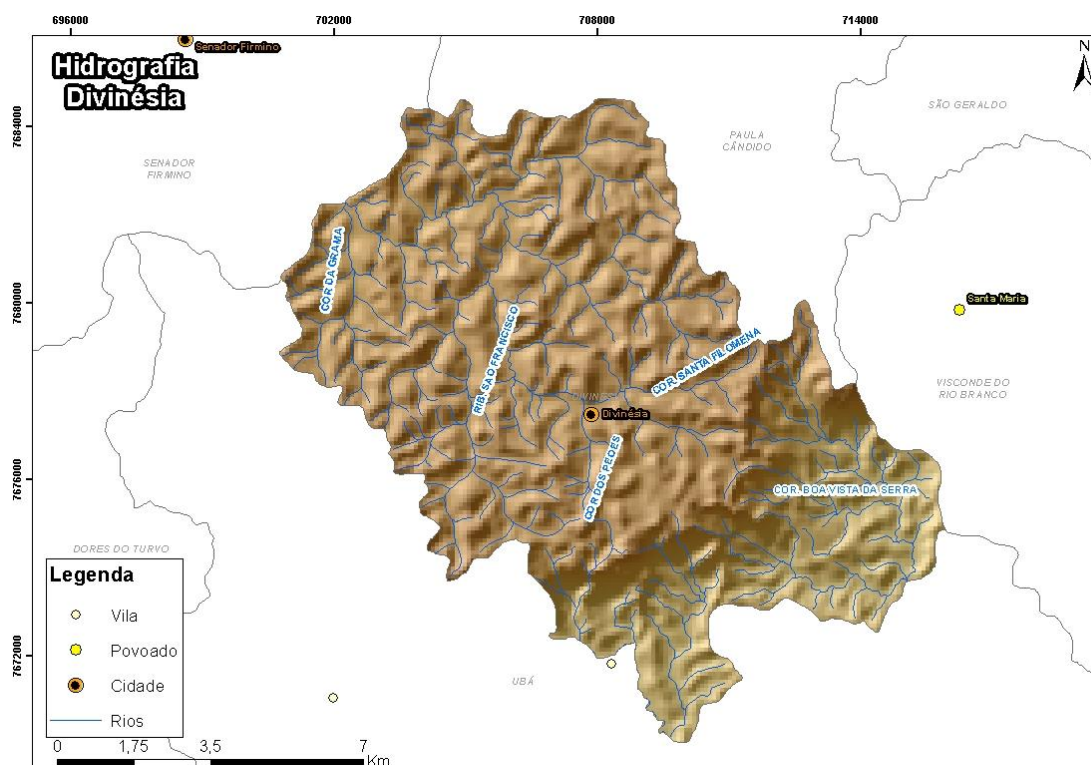 696000
702000
708000
714000
Senador Firmino
Hidrografia
Divinésia
N
7684000
7680000
7676000
7672000
SÃO GERALDO
PAULA
CÂNDIDO
SENADOR
FIRMINO
COR DA GRAMA
Santa Maria
RIB. SÃO FRANCISCO
COR. SANTA FILOMENA
VISCONDE DO
RIO BRANCO
Divinésia
COR DOS PEQES
COR. BOA VISTA DA SERRA
DORES DO TURVO
UBÁ
Legenda
Vila
Povoado
Cidade
Rios
0 1,75 3,5 7
Km